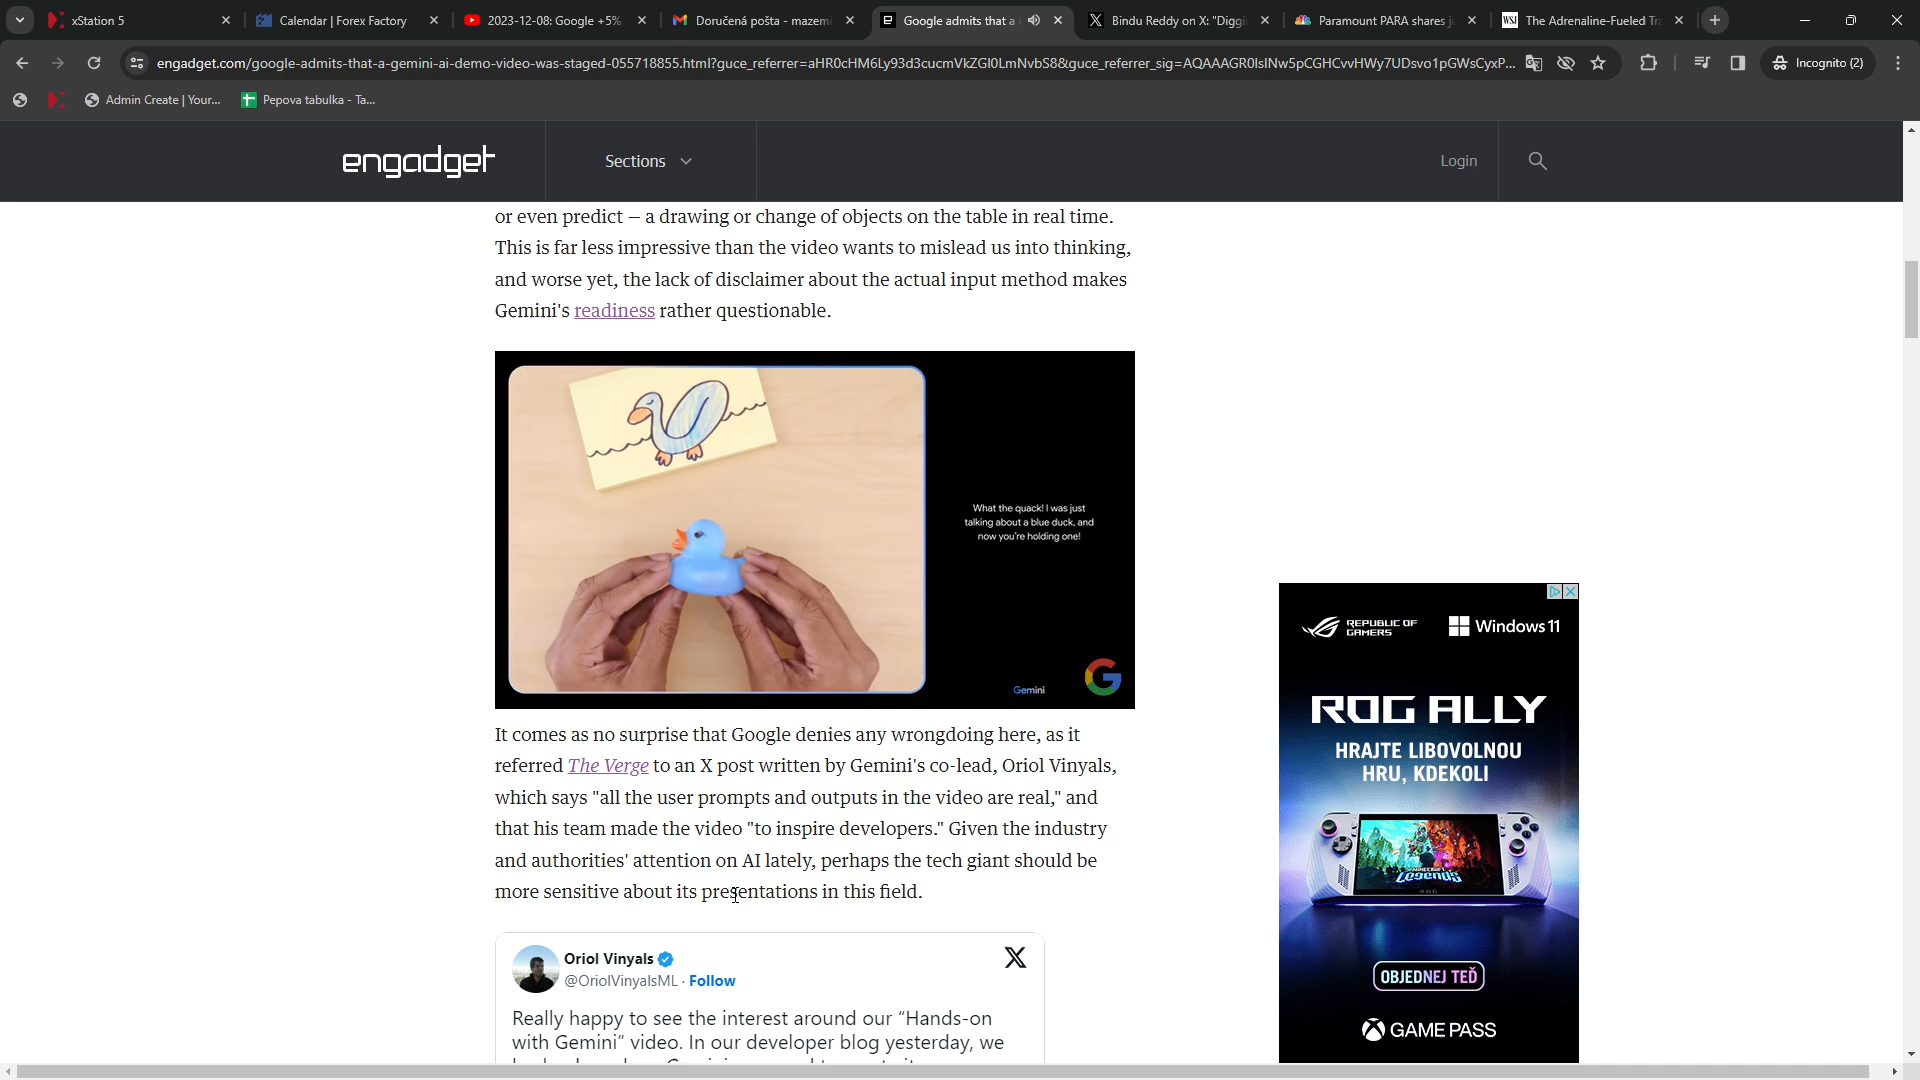 xStation 5
Calendar | Forex Factory
2023-12-08: Google +5%
Doručená pošta - mazemi
Google admits that a
Bindu Reddy on X: "Diggi
Paramount PARA shares j
WSJ
The Adrenaline-Fueled Tr
engadget.com/google-admits-that-a-gemini-ai-demo-video-was-staged-055718855.html?guce_referrer=aHR0cHM6Ly93d3cucmVkZGl0LmNvbS8&guce_referrer_sig=AQAAAGR0IslNw5pCGHCvvHWy7UDsvo1pGWsCyxP...
Incognito (2)
Admin Create | Your...
Pepova tabulka - Ta...
engadget
Sections
Login
or even predict — a drawing or change of objects on the table in real time.
This is far less impressive than the video wants to mislead us into thinking,
and worse yet, the lack of disclaimer about the actual input method makes
Gemini's readiness rather questionable.
What the quack! I was just
talking about a blue duck, and
now you're holding one!
Gemini
It comes as no surprise that Google denies any wrongdoing here, as it
referred The Verge to an X post written by Gemini's co-lead, Oriol Vinyals,
which says "all the user prompts and outputs in the video are real," and
that his team made the video "to inspire developers." Given the industry
and authorities' attention on AI lately, perhaps the tech giant should be
more sensitive about its presentations in this field.
Oriol Vinyals
@OriolVinyalsML · Follow
Really happy to see the interest around our “Hands-on
with Gemini” video. In our developer blog yesterday, we
REPUBLIC OF
GAMERS
Windows 11
ROG ALLY
HRAJTE LIBOVOLNOU
HRU, KDEKOLI
MINECRAFT
Legends
ROG
OBJEDNEJ TEĎ
GAME PASS